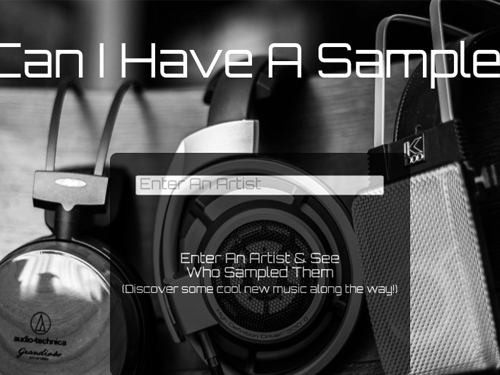 Can I Have A Sample
Enter An Artist
Enter An Artist & See
Who Sampled Them
(Discover some cool new music along the way!)
audio-technica